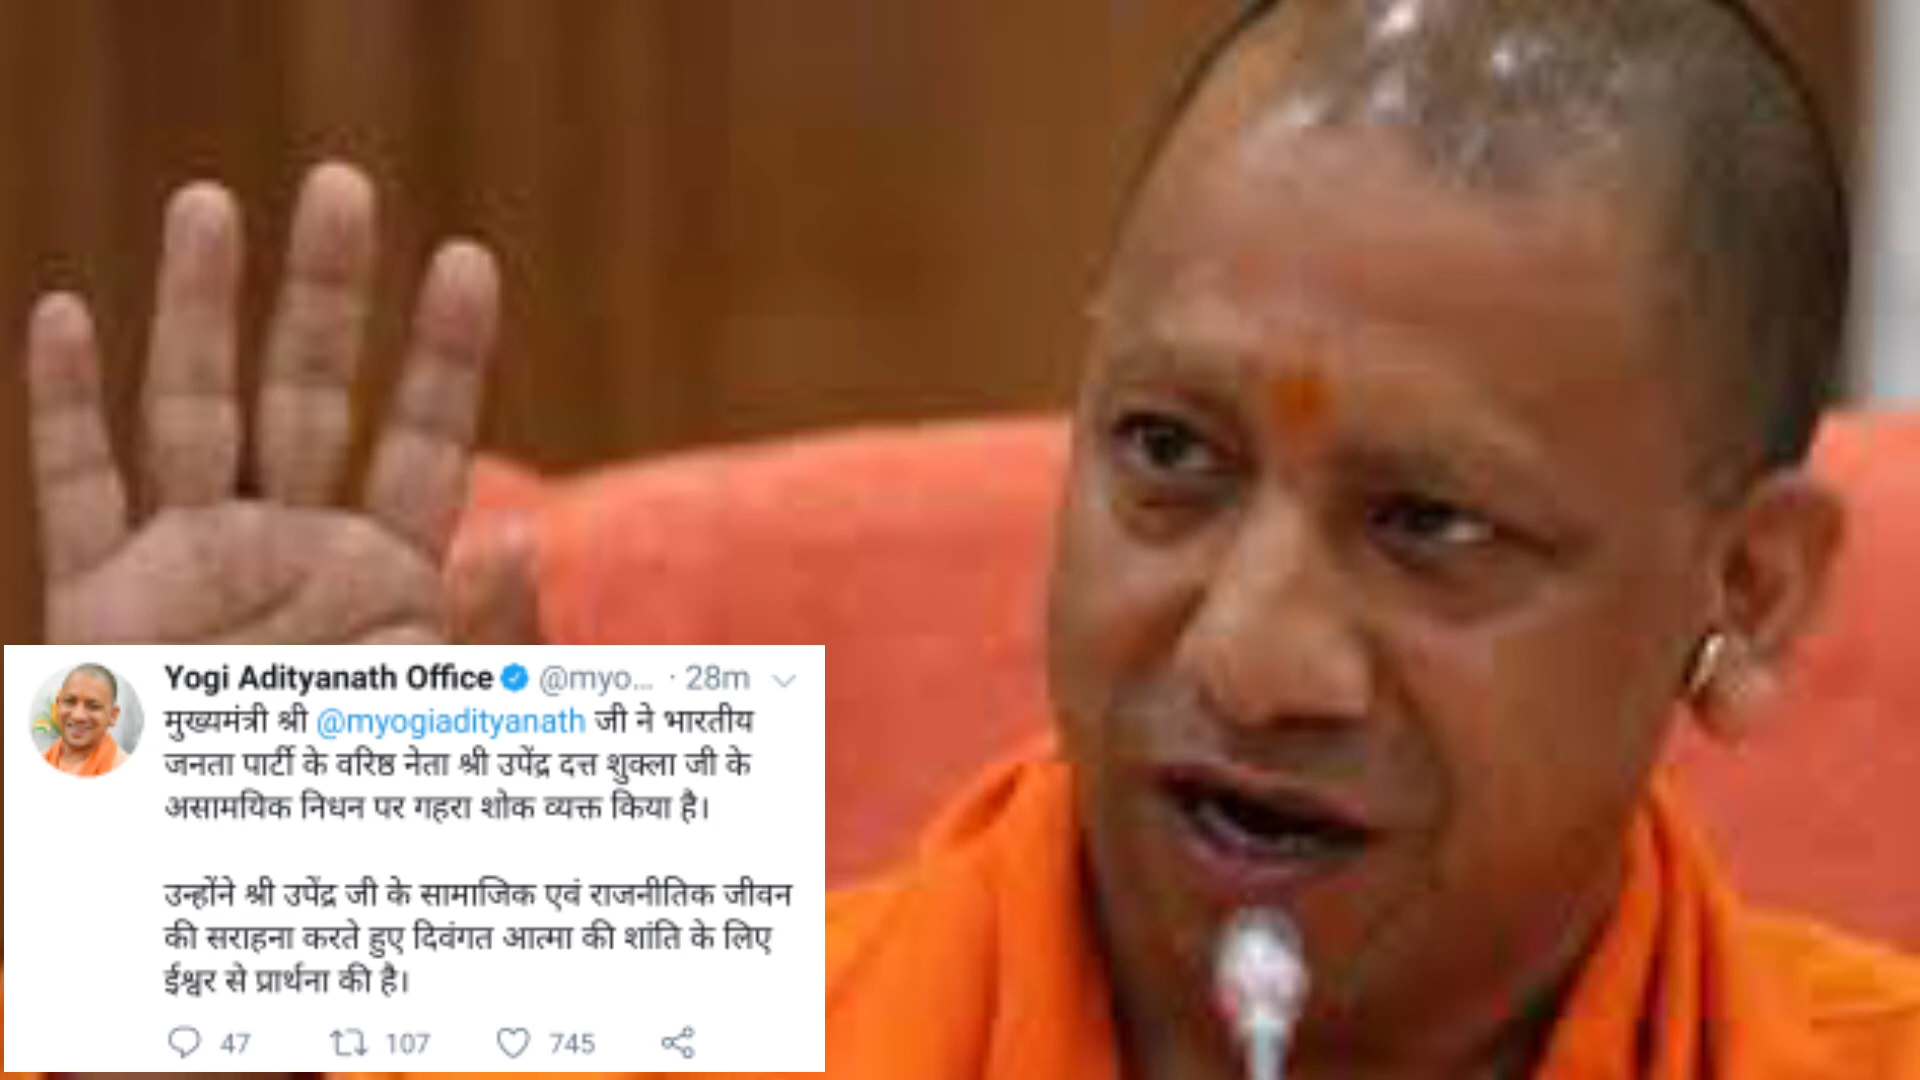 Yogi Adityanath Office @myo... · 28m
मुख्यमंत्री श्री @myogiadityanath जी ने भारतीय
जनता पार्टी के वरिष्ठ नेता श्री उपेंद्र दत्त शुक्ला जी के
असामयिक निधन पर गहरा शोक व्यक्त किया है।
उन्होंने श्री उपेंद्र जी के सामाजिक एवं राजनीतिक जीवन
की सराहना करते हुए दिवंगत आत्मा की शांति के लिए
ईश्वर से प्रार्थना की है।
47 107 745